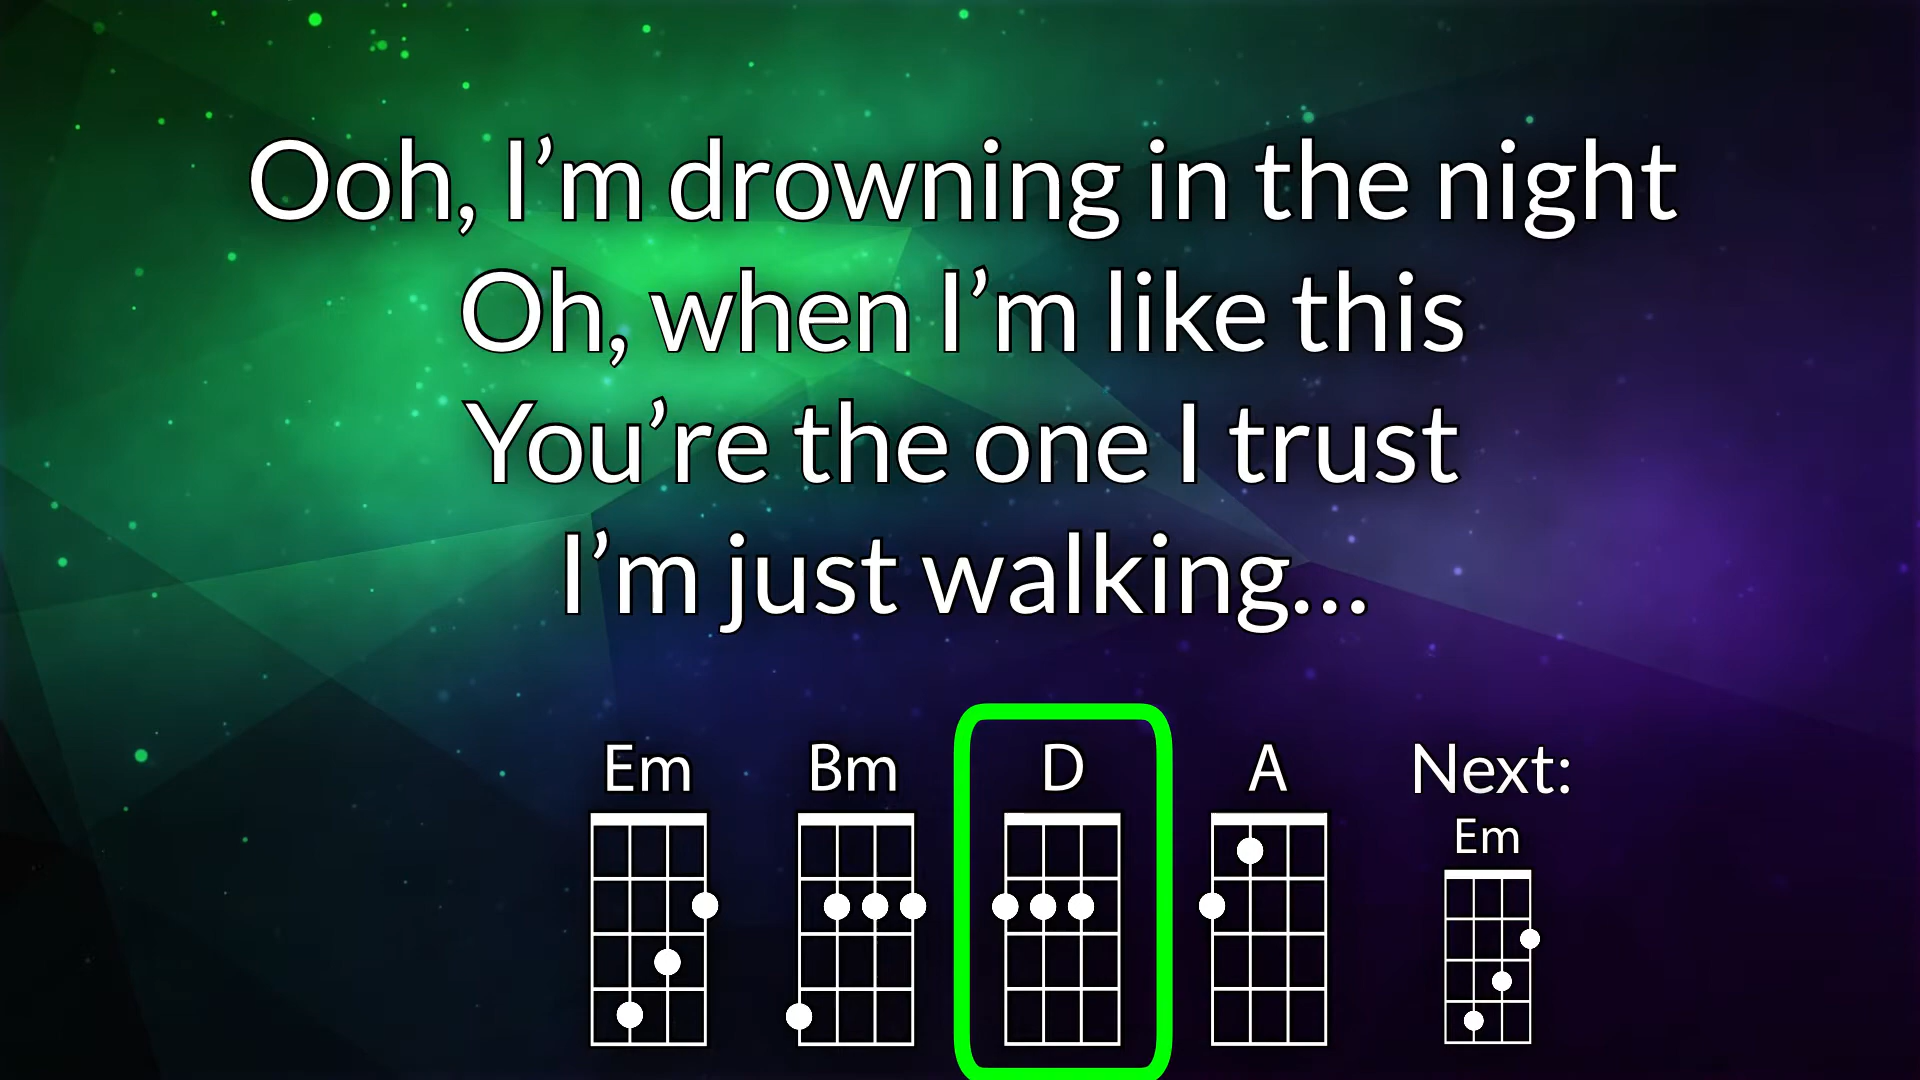 Ooh, I’m drowning in the night
Oh, when I’m like this
You’re the one I trust
I’m just walking...
Em Bm D A Next:
Em